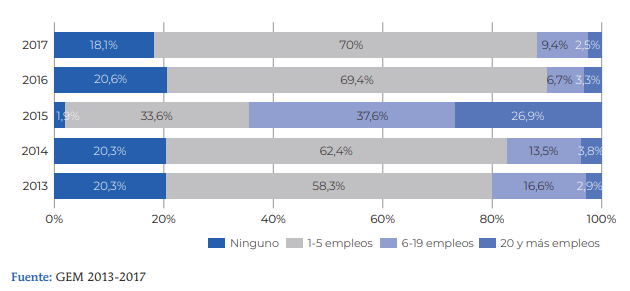 2017 18,1% 70% 9,4% 2,5%
2016 20,6% 69,4% 6,7% 3,3%
2015 1,9% 33,6% 37,6% 26,9%
2014 20,3% 62,4% 13,5% 3,8%
2013 20,3% 58,3% 16,6% 2,9%
0% 20% 40% 60% 80% 100%
Ninguno 1-5 empleos 6-19 empleos 20 y más empleos
Fuente: GEM 2013-2017